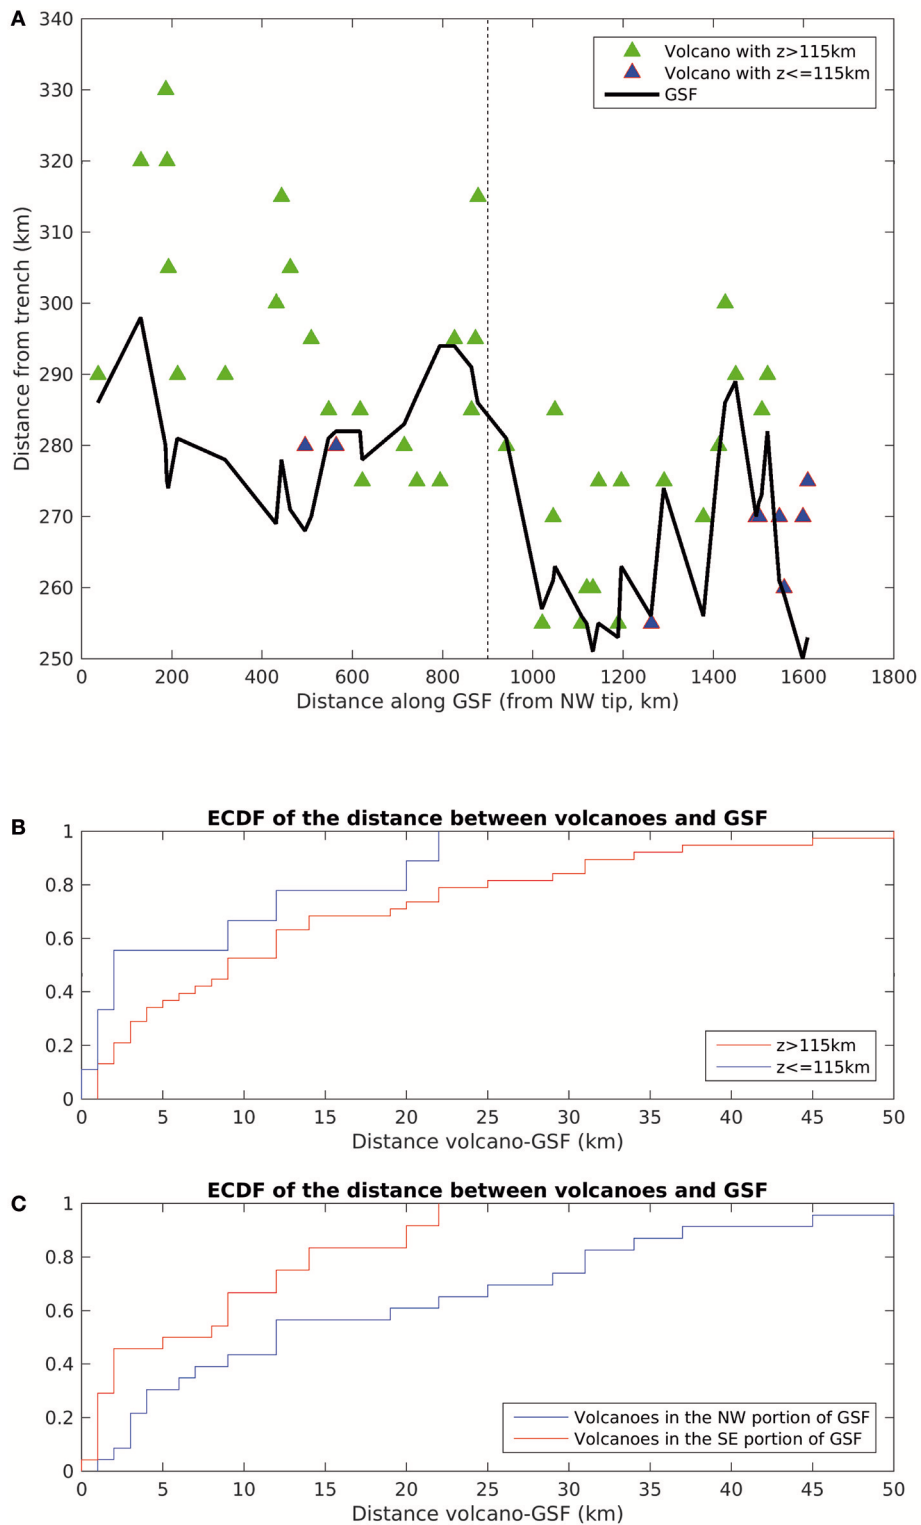 A
340
330
320
310
300
290
280
270
260
250
Distance from trench (km)
Volcano with z>115km
Volcano with z<=115km
GSF
0 200 400 600 800 1000 1200 1400 1600 1800
Distance along GSF (from NW tip, km)
B
ECDF of the distance between volcanoes and GSF
1
0.8
0.6
0.4
0.2
0
z>115km
z<=115km
0 5 10 15 20 25 30 35 40 45 50
Distance volcano-GSF (km)
C
ECDF of the distance between volcanoes and GSF
1
0.8
0.6
0.4
0.2
0
Volcanoes in the NW portion of GSF
Volcanoes in the SE portion of GSF
0 5 10 15 20 25 30 35 40 45 50
Distance volcano-GSF (km)